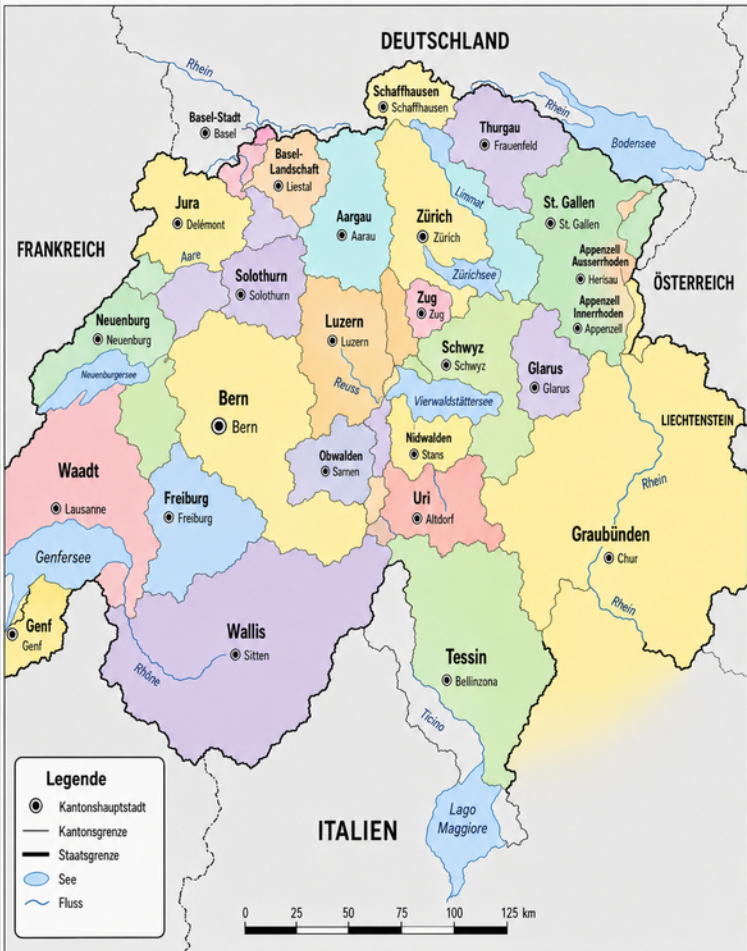 DEUTSCHLAND
Rhein
Schaffhausen
Schaffhausen
Rhein
Basel-Stadt
Basel
Thurgau
Frauenfeld
Bodensee
Basel-
Landschaft
Liestal
Jura
Delémont
Aargau
Aarau
Zürich
Zürich
Limmat
St. Gallen
St. Gallen
FRANKREICH
Aare
Solothurn
Solothurn
Zürichsee
Appenzell
Ausserrhoden
Herisau
ÖSTERREICH
Appenzell
Innerrhoden
Appenzell
Neuenburg
Neuenburg
Luzern
Luzern
Zug
Zug
Schwyz
Schwyz
Glarus
Glarus
Neuenburgersee
Reuss
Vierwaldstättersee
Bern
Bern
LIECHTENSTEIN
Nidwalden
Stans
Obwalden
Sarnen
Waadt
Lausanne
Freiburg
Freiburg
Uri
Altdorf
Rhein
Graubünden
Chur
Genfersee
Rhein
Genf
Genf
Wallis
Sitten
Rhône
Tessin
Bellinzona
Ticino
Lago
Maggiore
ITALIEN
Legende
Kantonshauptstadt
Kantonsgrenze
Staatsgrenze
See
Fluss
0 25 50 75 100 125 km